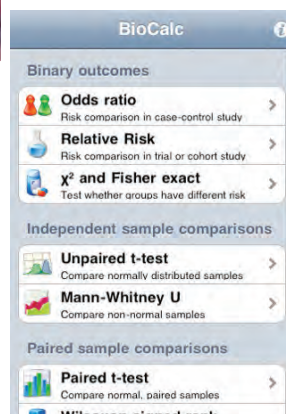 BioCalc
Binary outcomes
Odds ratio
Risk comparison in case-control study
Relative Risk
Risk comparison in trial or cohort study
χ² and Fisher exact
Test whether groups have different risk
Independent sample comparisons
Unpaired t-test
Compare normally distributed samples
Mann-Whitney U
Compare non-normal samples
Paired sample comparisons
Paired t-test
Compare normal, paired samples